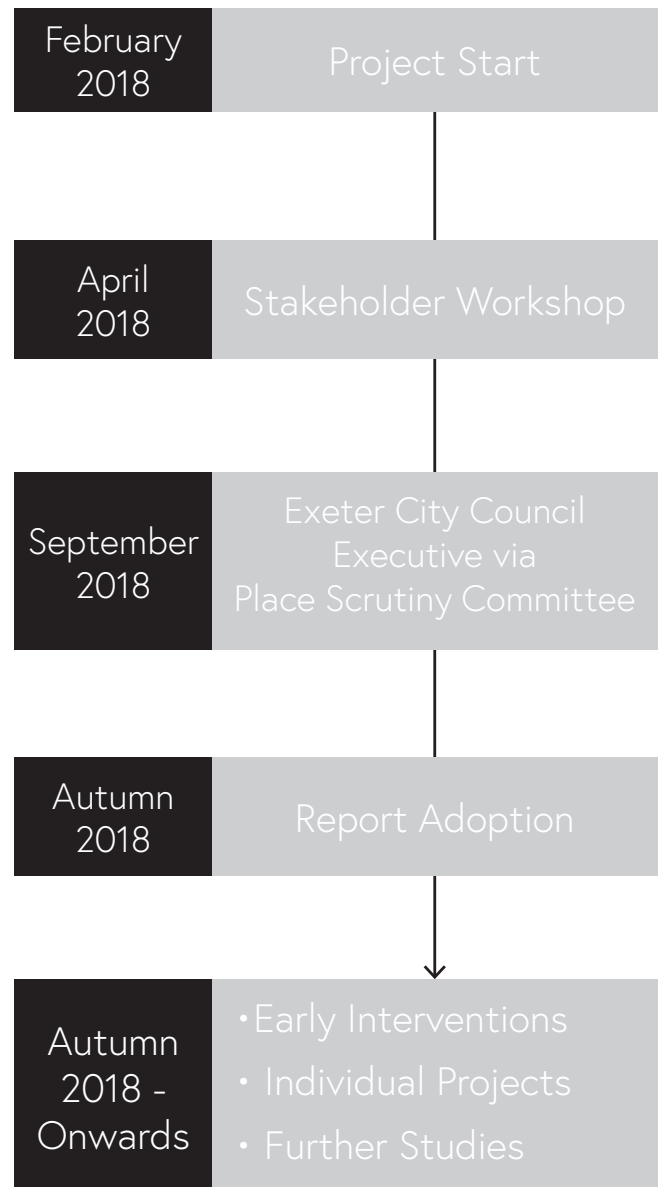 February
2018
Project Start
April
2018
Stakeholder Workshop
September
2018
Exeter City Council
Executive via
Place Scrutiny Committee
Autumn
2018
Report Adoption
Autumn
2018 -
Onwards
• Early Interventions
• Individual Projects
• Further Studies